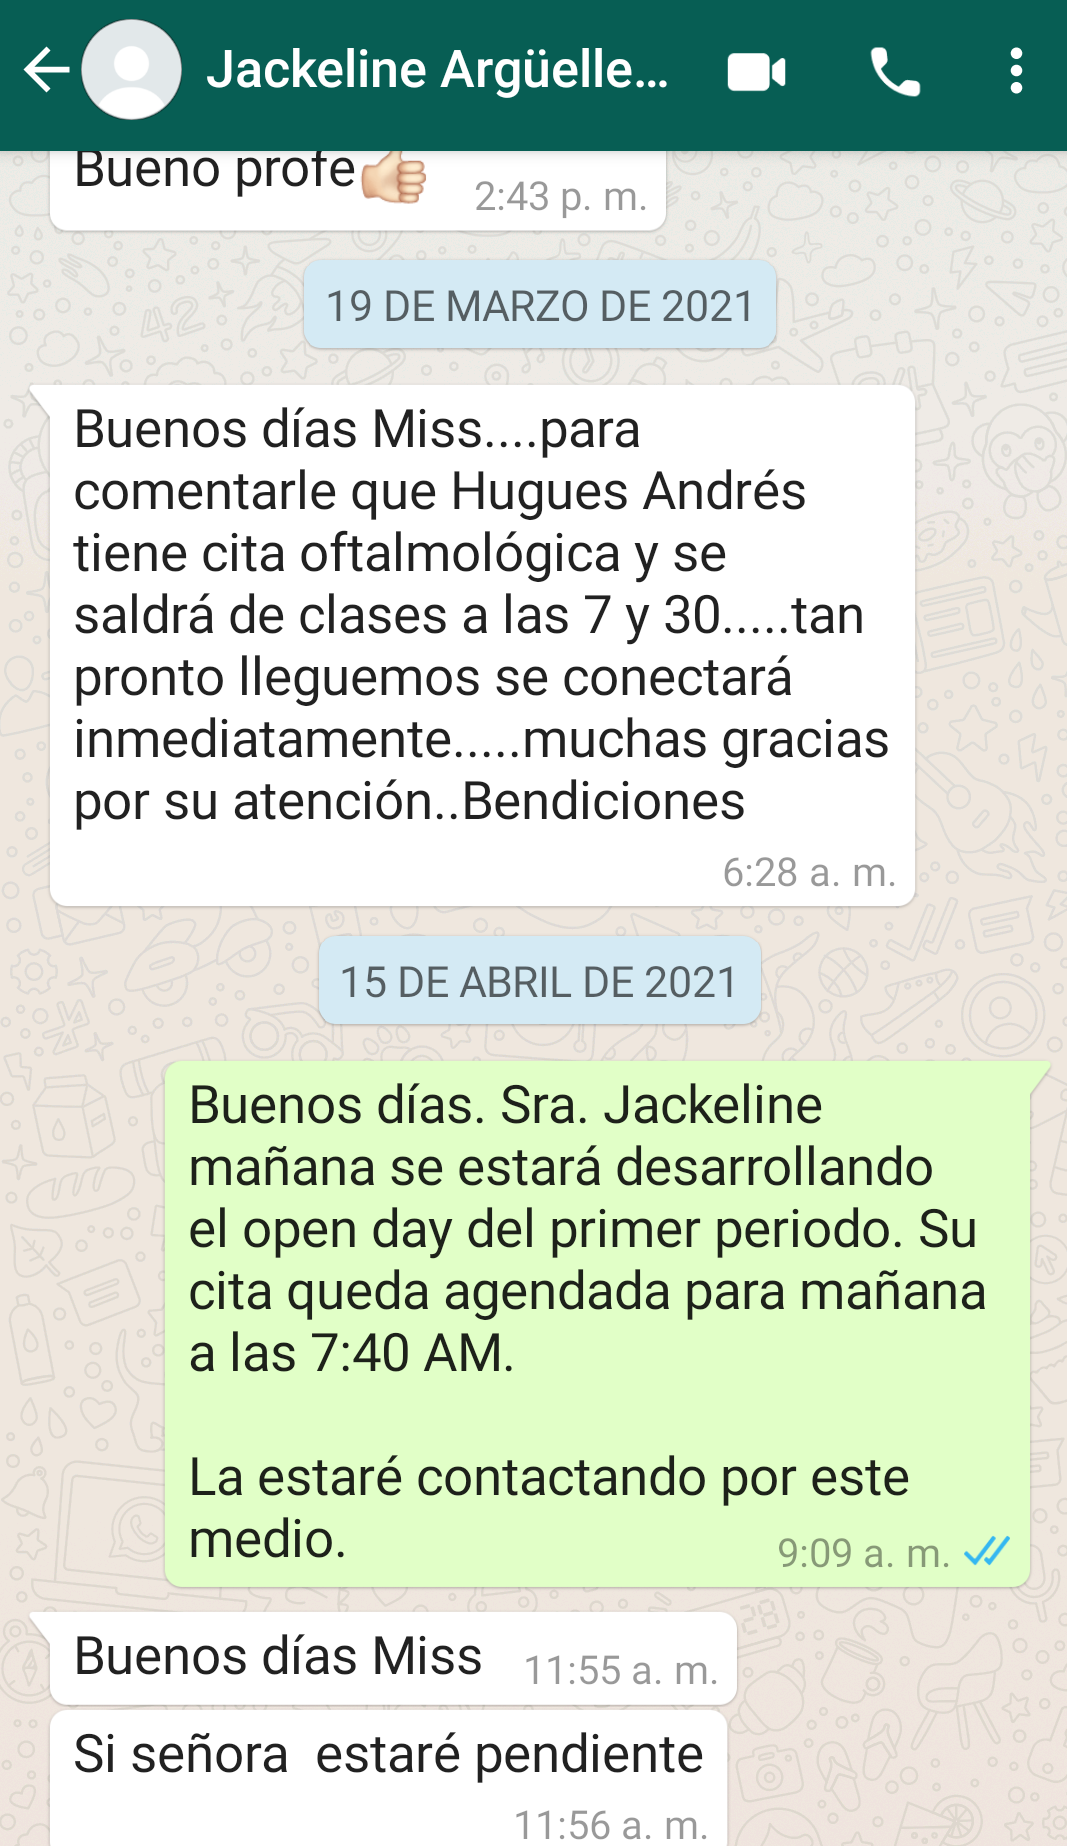 Jackeline Argüelle...
Bueno profe👍🏻
2:43 p. m.
19 DE MARZO DE 2021
Buenos días Miss....para
comentarle que Hugues Andrés
tiene cita oftalmológica y se
saldrá de clases a las 7 y 30.....tan
pronto lleguemos se conectará
inmediatamente.....muchas gracias
por su atención..Bendiciones
6:28 a. m.
15 DE ABRIL DE 2021
Buenos días. Sra. Jackeline
mañana se estará desarrollando
el open day del primer periodo. Su
cita queda agendada para mañana
a las 7:40 AM.
La estaré contactando por este
medio.
9:09 a. m.
Buenos días Miss
11:55 a. m.
Si señora  estaré pendiente
11:56 a. m.